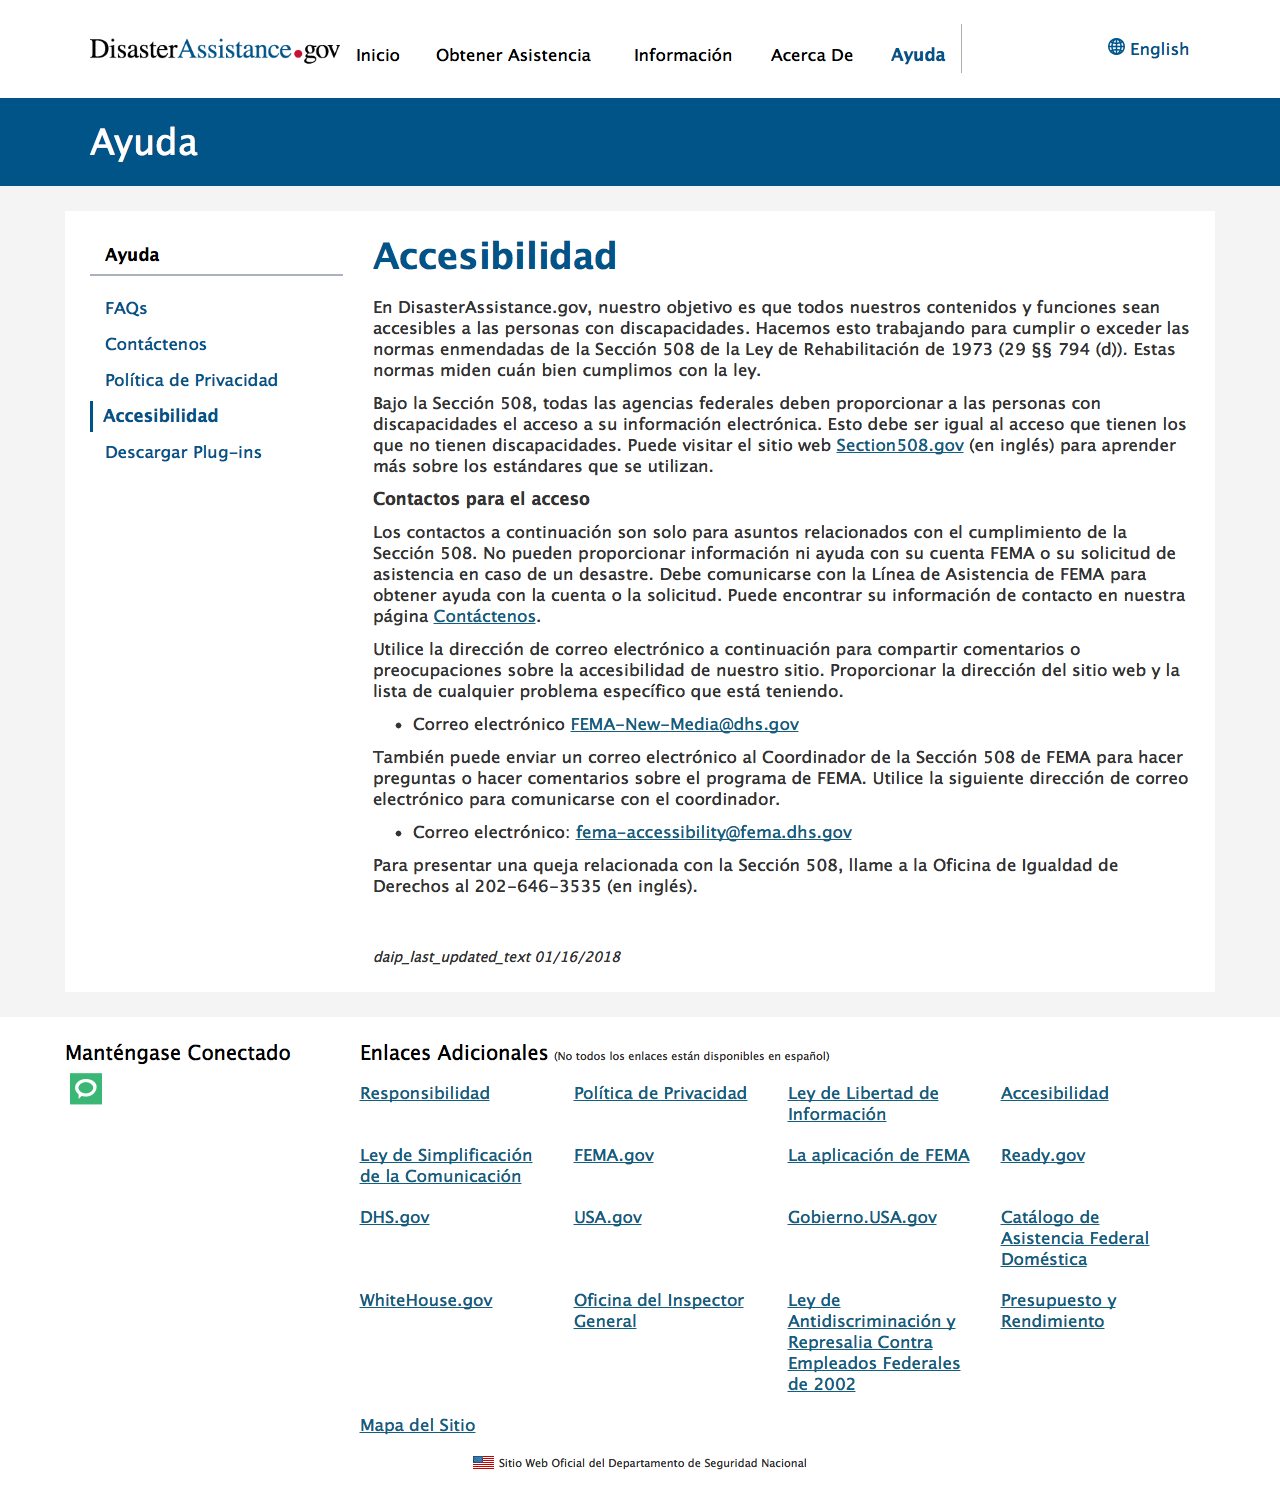 DisasterAssistance.gov
Inicio
Obtener Asistencia
Información
Acerca De
Ayuda
English
Ayuda
Ayuda
FAQs
Contáctenos
Política de Privacidad
Accesibilidad
Descargar Plug-ins
Accesibilidad
En DisasterAssistance.gov, nuestro objetivo es que todos nuestros contenidos y funciones sean
accesibles a las personas con discapacidades. Hacemos esto trabajando para cumplir o exceder las
normas enmendadas de la Sección 508 de la Ley de Rehabilitación de 1973 (29 §§ 794 (d)). Estas
normas miden cuán bien cumplimos con la ley.
Bajo la Sección 508, todas las agencias federales deben proporcionar a las personas con
discapacidades el acceso a su información electrónica. Esto debe ser igual al acceso que tienen los
que no tienen discapacidades. Puede visitar el sitio web Section508.gov (en inglés) para aprender
más sobre los estándares que se utilizan.
Contactos para el acceso
Los contactos a continuación son solo para asuntos relacionados con el cumplimiento de la
Sección 508. No pueden proporcionar información ni ayuda con su cuenta FEMA o su solicitud de
asistencia en caso de un desastre. Debe comunicarse con la Línea de Asistencia de FEMA para
obtener ayuda con la cuenta o la solicitud. Puede encontrar su información de contacto en nuestra
página Contáctenos.
Utilice la dirección de correo electrónico a continuación para compartir comentarios o
preocupaciones sobre la accesibilidad de nuestro sitio. Proporcionar la dirección del sitio web y la
lista de cualquier problema específico que está teniendo.
• Correo electrónico FEMA-New-Media@dhs.gov
También puede enviar un correo electrónico al Coordinador de la Sección 508 de FEMA para hacer
preguntas o hacer comentarios sobre el programa de FEMA. Utilice la siguiente dirección de correo
electrónico para comunicarse con el coordinador.
• Correo electrónico: fema-accessibility@fema.dhs.gov
Para presentar una queja relacionada con la Sección 508, llame a la Oficina de Igualdad de
Derechos al 202-646-3535 (en inglés).
daip_last_updated_text 01/16/2018
Manténgase Conectado
Enlaces Adicionales (No todos los enlaces están disponibles en español)
Responsibilidad
Política de Privacidad
Ley de Libertad de
Información
Accesibilidad
Ley de Simplificación
de la Comunicación
FEMA.gov
La aplicación de FEMA
Ready.gov
DHS.gov
USA.gov
Gobierno.USA.gov
Catálogo de
Asistencia Federal
Doméstica
WhiteHouse.gov
Oficina del Inspector
General
Ley de
Antidiscriminación y
Represalia Contra
Empleados Federales
de 2002
Presupuesto y
Rendimiento
Mapa del Sitio
Sitio Web Oficial del Departamento de Seguridad Nacional